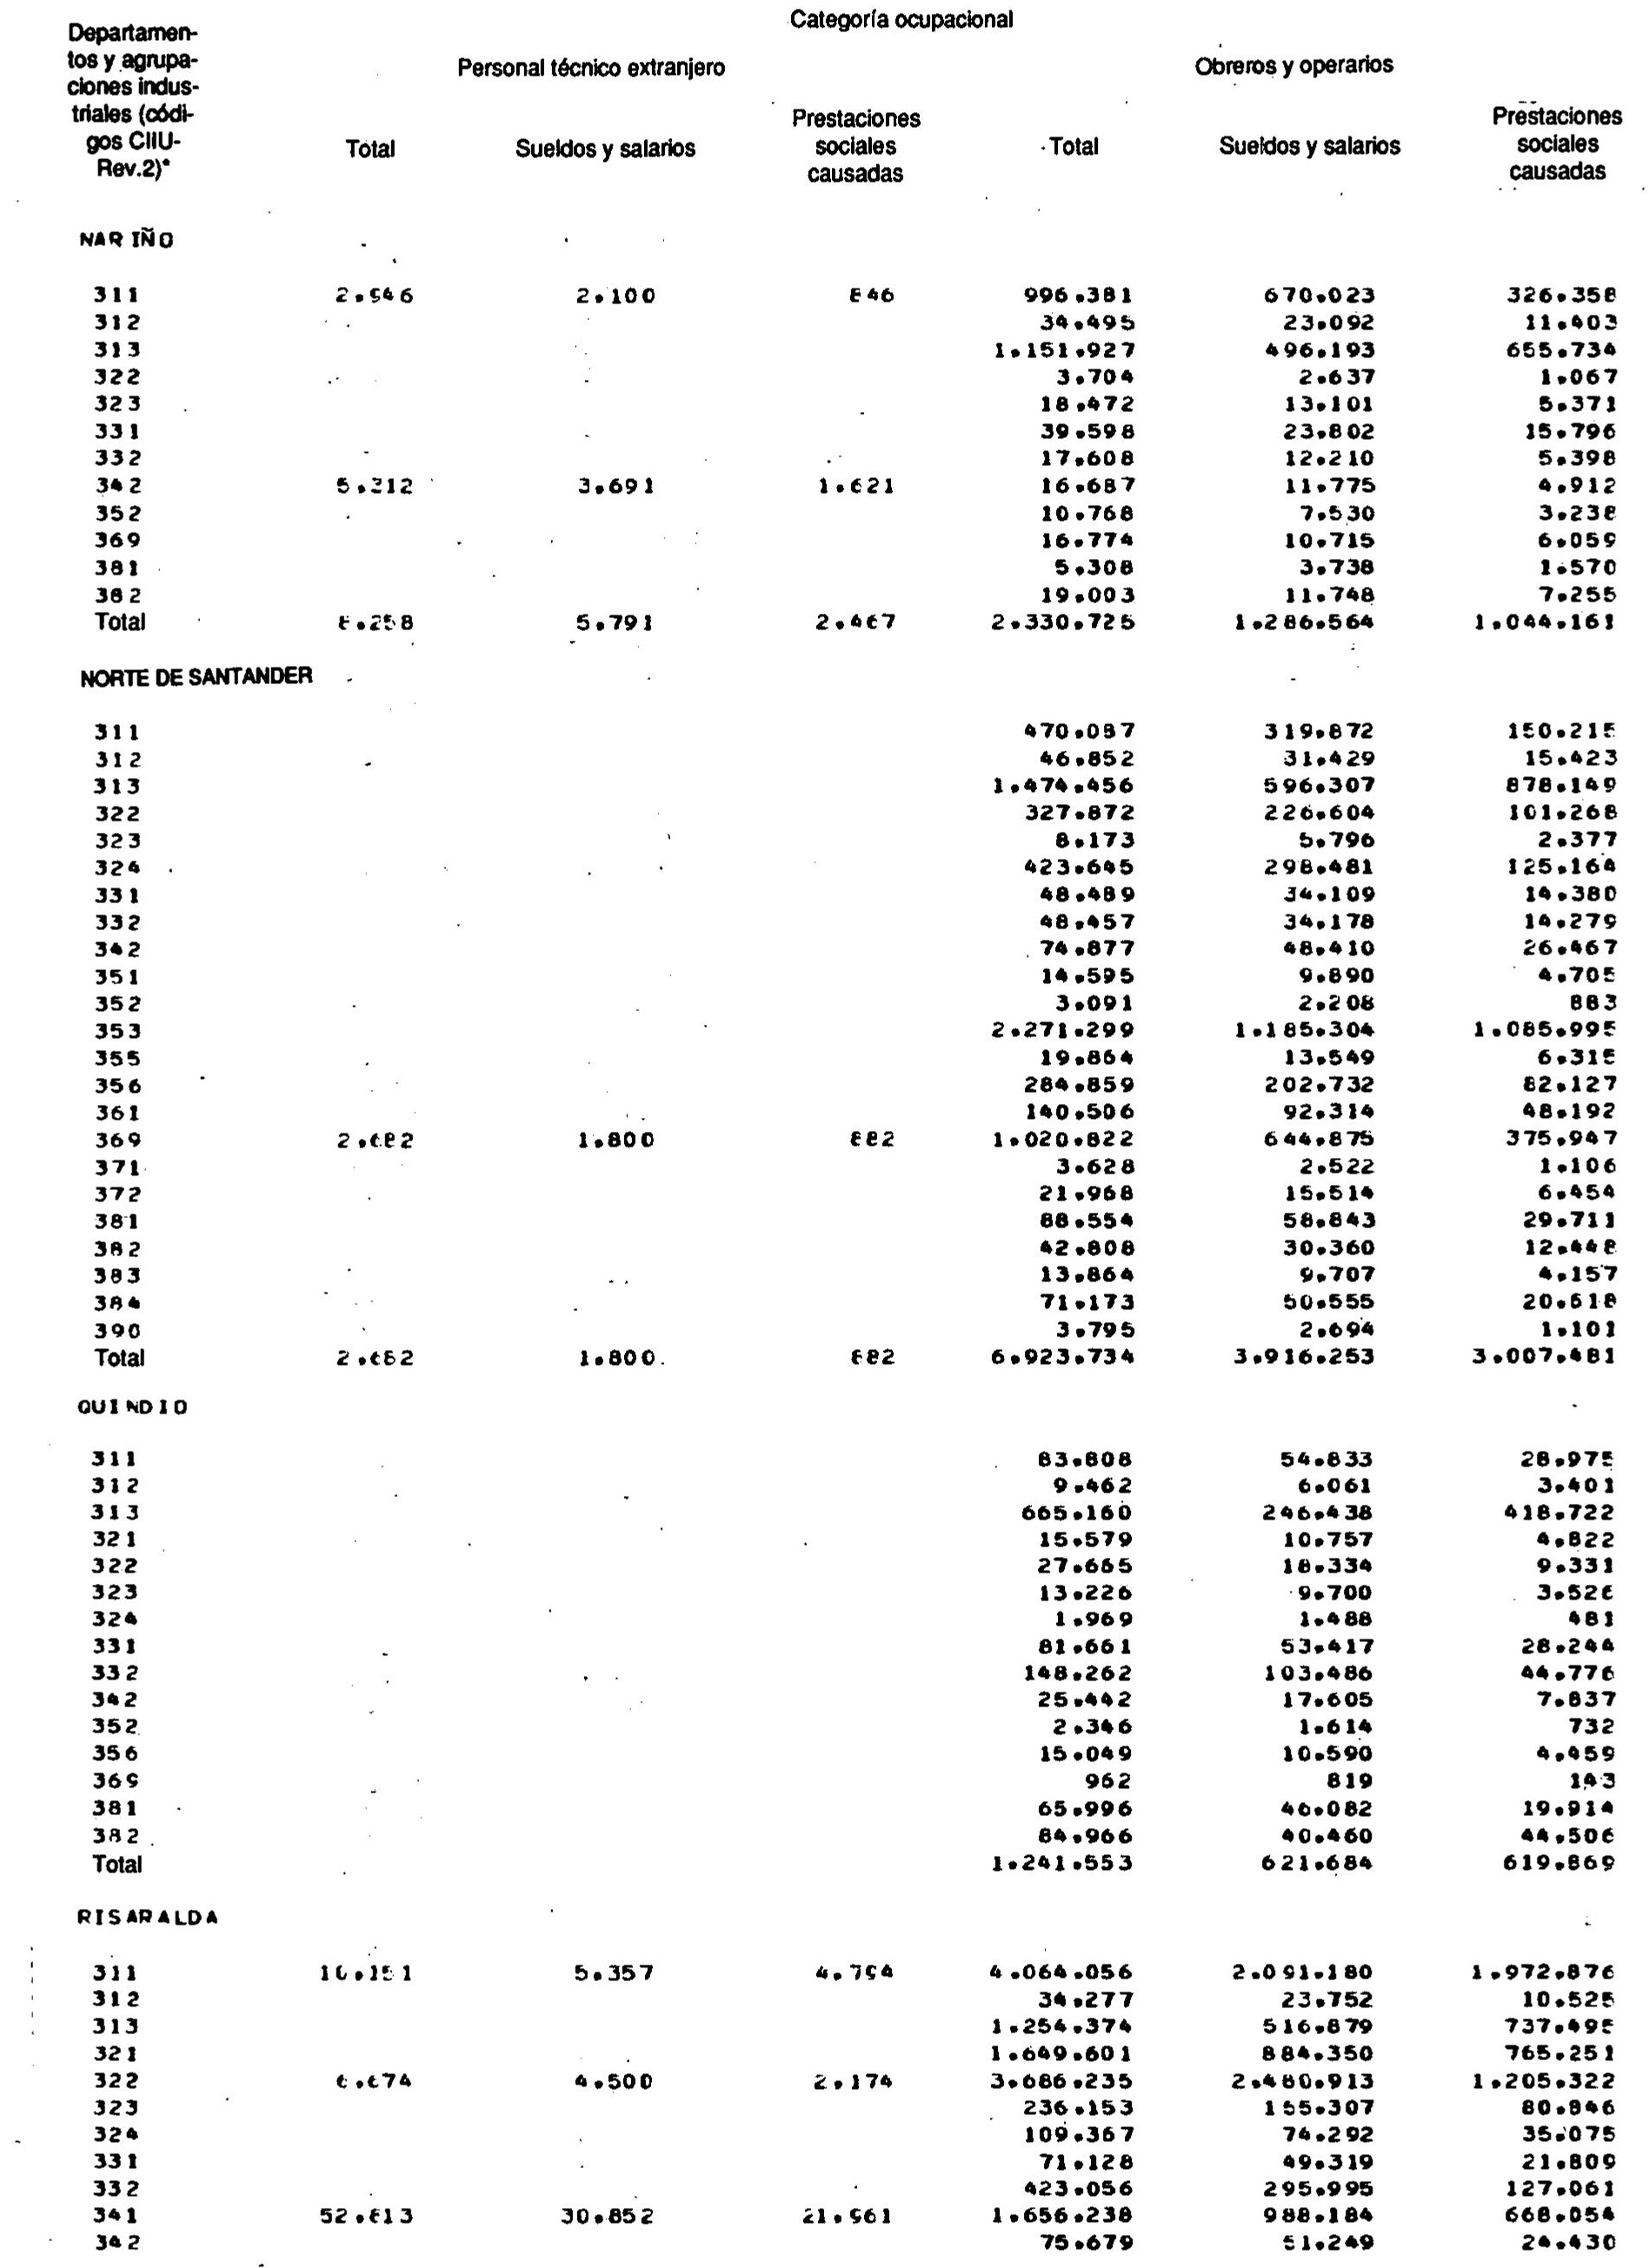 Categoría ocupacional
Departamen-
tos y agrupa-
ciones indus-
triales (códi-
gos CIIU-
Rev.2)*
Personal técnico extranjero
Obreros y operarios
Total Sueldos y salarios Prestaciones sociales causadas Total Sueldos y salarios Prestaciones sociales causadas
NARIÑO
311 2.946 2.100 846 996.381 670.023 326.358
312 34.495 23.092 11.403
313 1.151.927 496.193 655.734
322 3.704 2.637 1.067
323 18.472 13.101 5.371
331 39.598 23.802 15.796
332 17.608 12.210 5.398
342 5.312 3.691 1.621 16.687 11.775 4.912
352 10.768 7.530 3.238
369 16.774 10.715 6.059
381 5.308 3.738 1.570
382 19.003 11.748 7.255
Total 8.258 5.791 2.467 2.330.725 1.286.564 1.044.161
NORTE DE SANTANDER
311 470.087 319.872 150.215
312 46.852 31.429 15.423
313 1.474.456 596.307 878.149
322 327.872 226.604 101.268
323 8.173 5.796 2.377
324 423.645 298.481 125.164
331 48.489 34.109 14.380
332 48.457 34.178 14.279
342 74.877 48.410 26.467
351 14.595 9.890 4.705
352 3.091 2.208 883
353 2.271.299 1.185.304 1.085.995
355 19.864 13.549 6.315
356 284.859 202.732 82.127
361 140.506 92.314 48.192
369 2.682 1.800 882 1.020.822 644.875 375.947
371 3.628 2.522 1.106
372 21.968 15.514 6.454
381 88.554 58.843 29.711
382 42.808 30.360 12.448
383 13.864 9.707 4.157
384 71.173 50.555 20.618
390 3.795 2.694 1.101
Total 2.682 1.800 882 6.923.734 3.916.253 3.007.481
QUINDIO
311 83.808 54.833 28.975
312 9.462 6.061 3.401
313 665.160 246.438 418.722
321 15.579 10.757 4.822
322 27.665 18.334 9.331
323 13.226 9.700 3.526
324 1.969 1.488 481
331 81.661 53.417 28.244
332 148.262 103.486 44.776
342 25.442 17.605 7.837
352 2.346 1.614 732
356 15.049 10.590 4.459
369 962 819 143
381 65.996 46.082 19.914
382 84.966 40.460 44.506
Total 1.241.553 621.684 619.869
RISARALDA
311 10.151 5.357 4.794 4.064.056 2.091.180 1.972.876
312 34.277 23.752 10.525
313 1.254.374 516.879 737.495
321 1.649.601 884.350 765.251
322 6.674 4.500 2.174 3.686.235 2.480.913 1.205.322
323 236.153 155.307 80.846
324 109.367 74.292 35.075
331 71.128 49.319 21.809
332 423.056 295.995 127.061
341 52.813 30.852 21.961 1.656.238 988.184 668.054
342 75.679 51.249 24.430